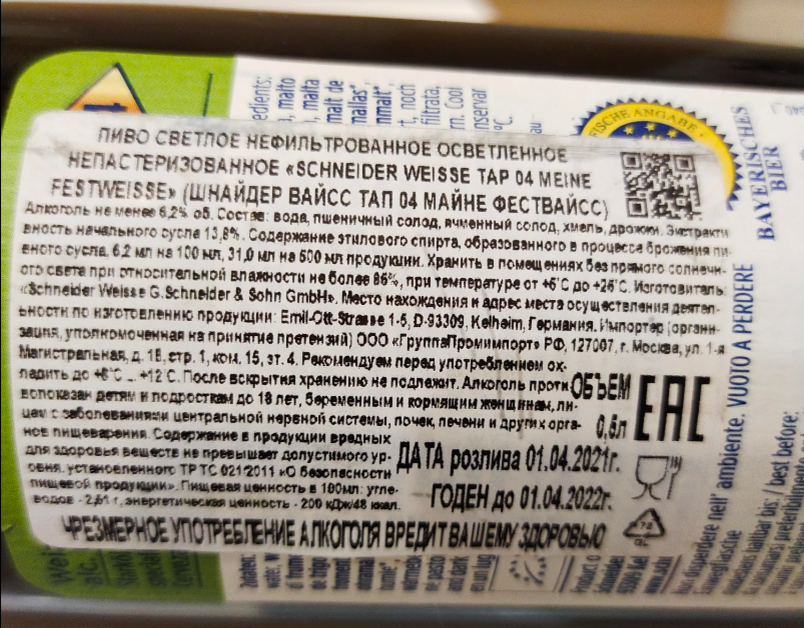 ПИВО СВЕТЛОЕ НЕФИЛЬТРОВАННОЕ ОСВЕТЛЕННОЕ
НЕПАСТЕРИЗОВАННОЕ «SCHNEIDER WEISSE TAP 04 MEINE
FESTWEISSE» (ШНАЙДЕР ВАЙСС ТАП 04 МАЙНЕ ФЕСТВАЙСС)
Алкоголь не менее 6,2% об. Состав: вода, пшеничный солод, ячменный солод, хмель, дрожжи. Экстракти
вность начального сусла 13,8%. Содержание этилового спирта, образованного в процессе брожения пи-
вного сусла, 6,2 мл на 100 мл, 31,0 мл на 500 мл продукции. Хранить в помещениях без прямого солнечн-
ого света при относительной влажности не более 85%, при температуре от +5°С до +25°С. Изготовитель:
«Schneider Weisse G.Schneider & Sohn GmbH». Место нахождения и адрес места осуществления деятел-
ьности по изготовлению продукции: Emil-Ott-Strasse 1-5, D-93309, Kelheim, Германия. Импортер (органи-
зация, уполномоченная на принятие претензий) ООО «ГруппаПромимпорт» РФ, 127007, г. Москва, ул. 1-я
Магистральная, д. 18, стр. 1, ком. 15, эт. 4. Рекомендуем перед употреблением ох-
ладить до +8°С ... +12°С. После вскрытия хранению не подлежит. Алкоголь проти-
вопоказан детям и подросткам до 18 лет, беременным и кормящим женщинам, ли-
цам с заболеваниями центральной нервной системы, почек, печени и других орга-
нов пищеварения. Содержание в продукции вредных
для здоровья веществ не превышает допустимого ур-
овня, установленного ТР ТС 021/2011 «О безопасности
пищевой продукции». Пищевая ценность в 100мл: угле-
водов - 2,61 г, энергетическая ценность - 200 кДж/48 ккал.
ОБЪЕМ
0,5л
EAC
ДАТА розлива 01.04.2021г.
ГОДЕН до 01.04.2022г.
ЧРЕЗМЕРНОЕ УПОТРЕБЛЕНИЕ АЛКОГОЛЯ ВРЕДИТ ВАШЕМУ ЗДОРОВЬЮ
BAYERISCHES
BIER
nell' ambiente. VUOTO A PERDERE
/ best before: